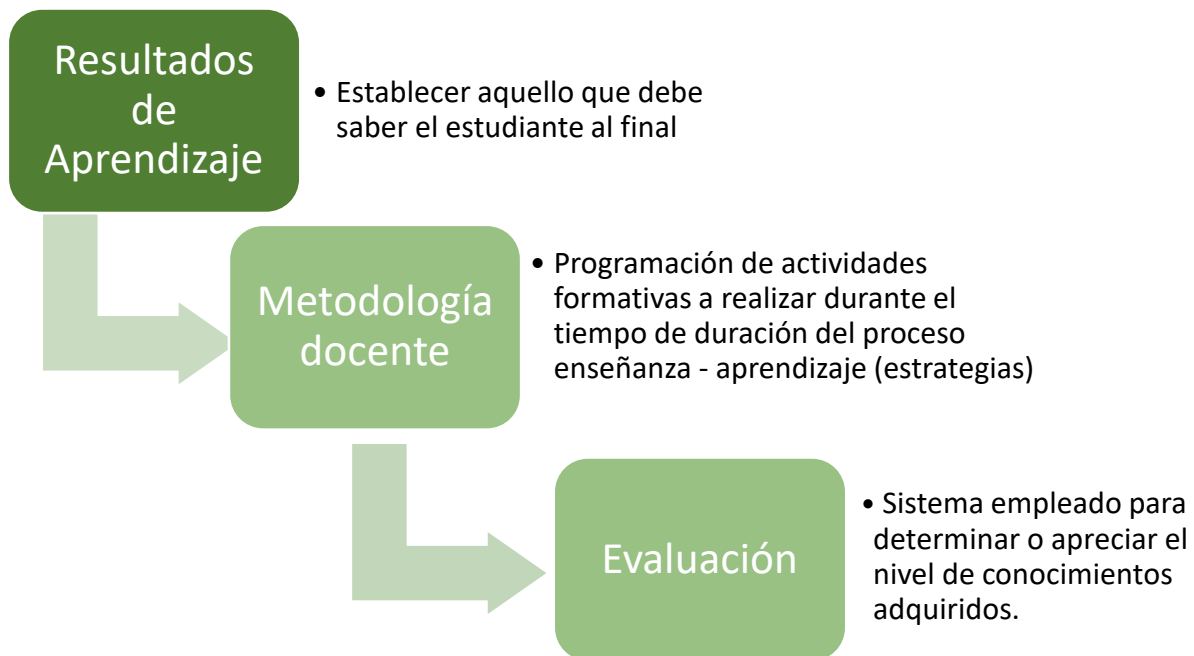 Resultados
de
Aprendizaje
• Establecer aquello que debe
saber el estudiante al final
Metodología
docente
• Programación de actividades
formativas a realizar durante el
tiempo de duración del proceso
enseñanza - aprendizaje (estrategias)
Evaluación
• Sistema empleado para
determinar o apreciar el
nivel de conocimientos
adquiridos.